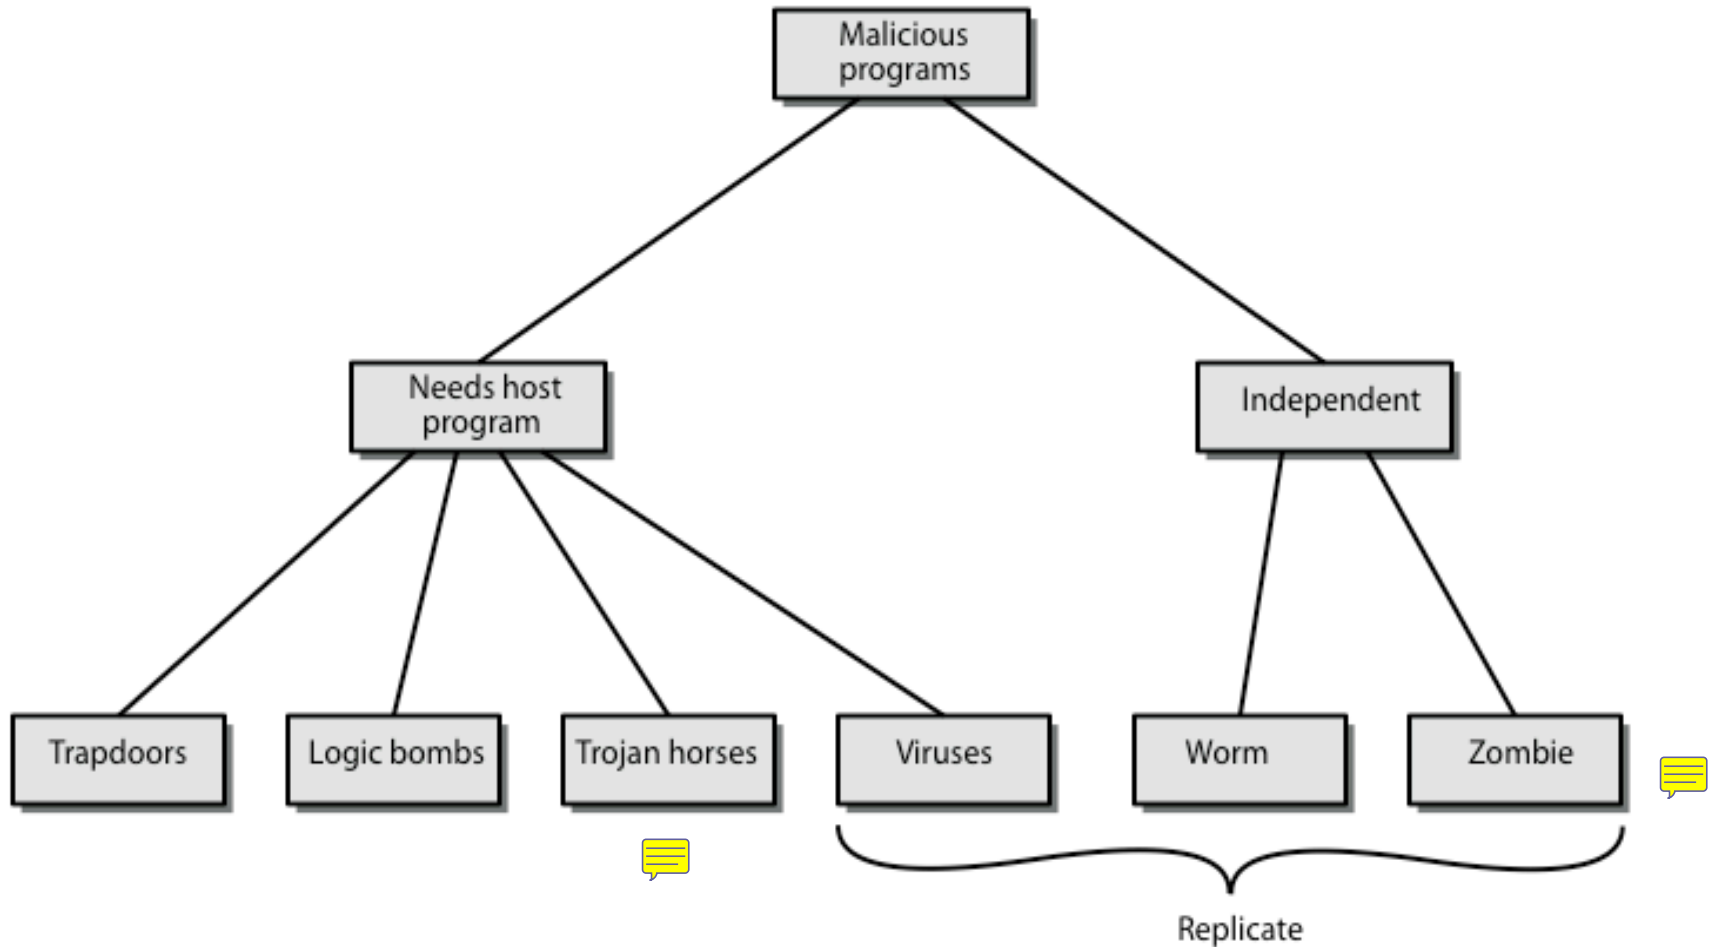 Malicious
programs
Needs host
program
Independent
Trapdoors
Logic bombs
Trojan horses
Viruses
Worm
Zombie
Replicate